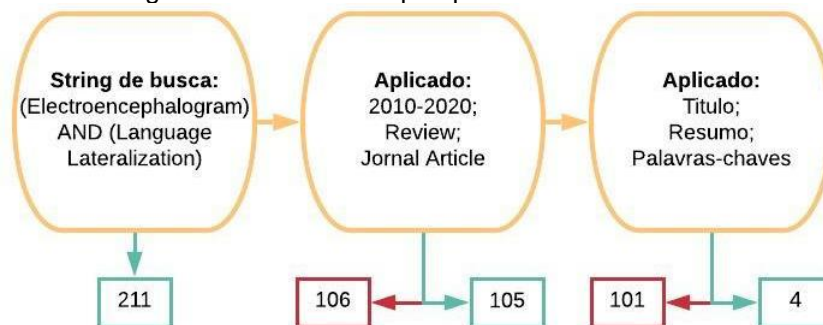 String de busca:
(Electroencephalogram)
AND (Language
Lateralization)
Aplicado:
2010-2020;
Review;
Jornal Article
Aplicado:
Titulo;
Resumo;
Palavras-chaves
211
106
105
101
4